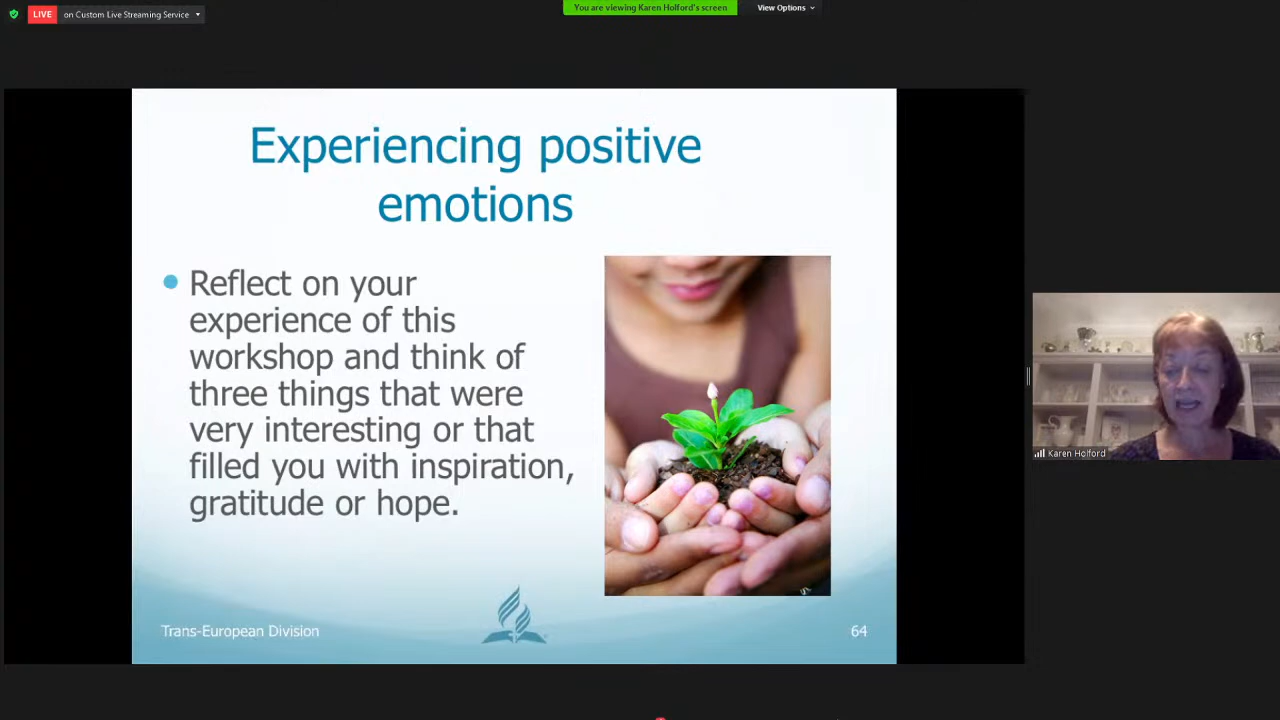 LIVE on Custom Live Streaming Service
You are viewing Karen Holford's screen
View Options
Experiencing positive
emotions
Reflect on your
experience of this
workshop and think of
three things that were
very interesting or that
filled you with inspiration,
gratitude or hope.
Trans-European Division
64
Karen Holford